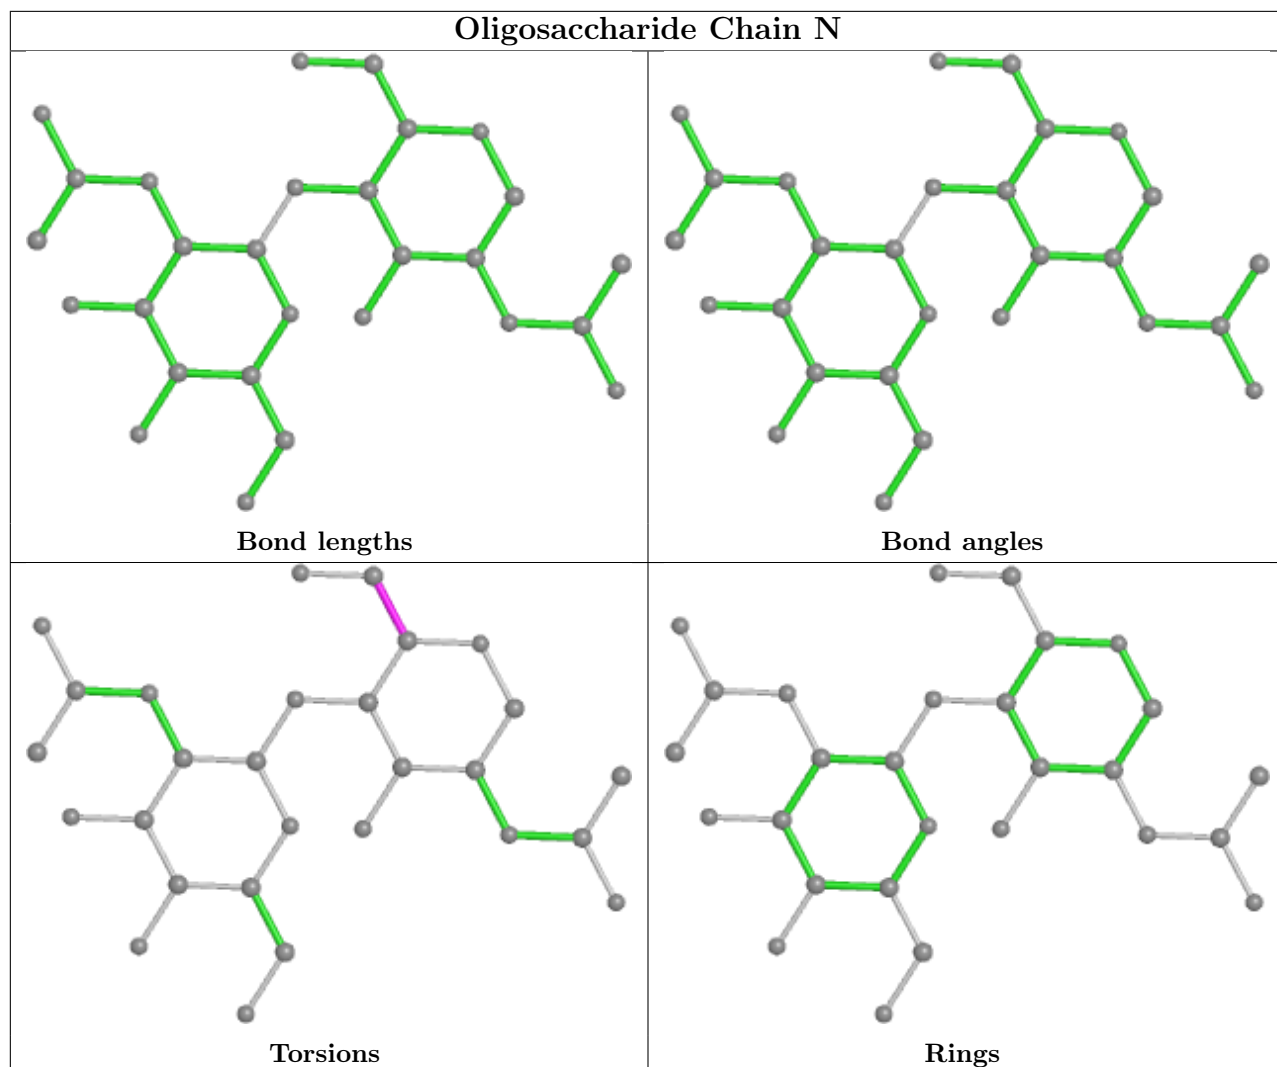 Oligosaccharide Chain N
Bond lengths
Bond angles
Torsions
Rings